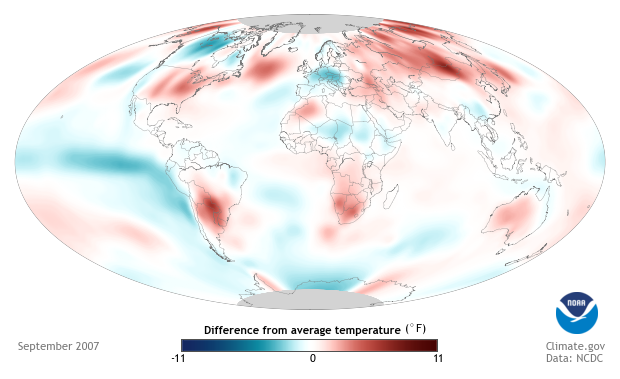 NOAA
Difference from average temperature (°F)
September 2007
-11 0 11
Climate.gov
Data: NCDC